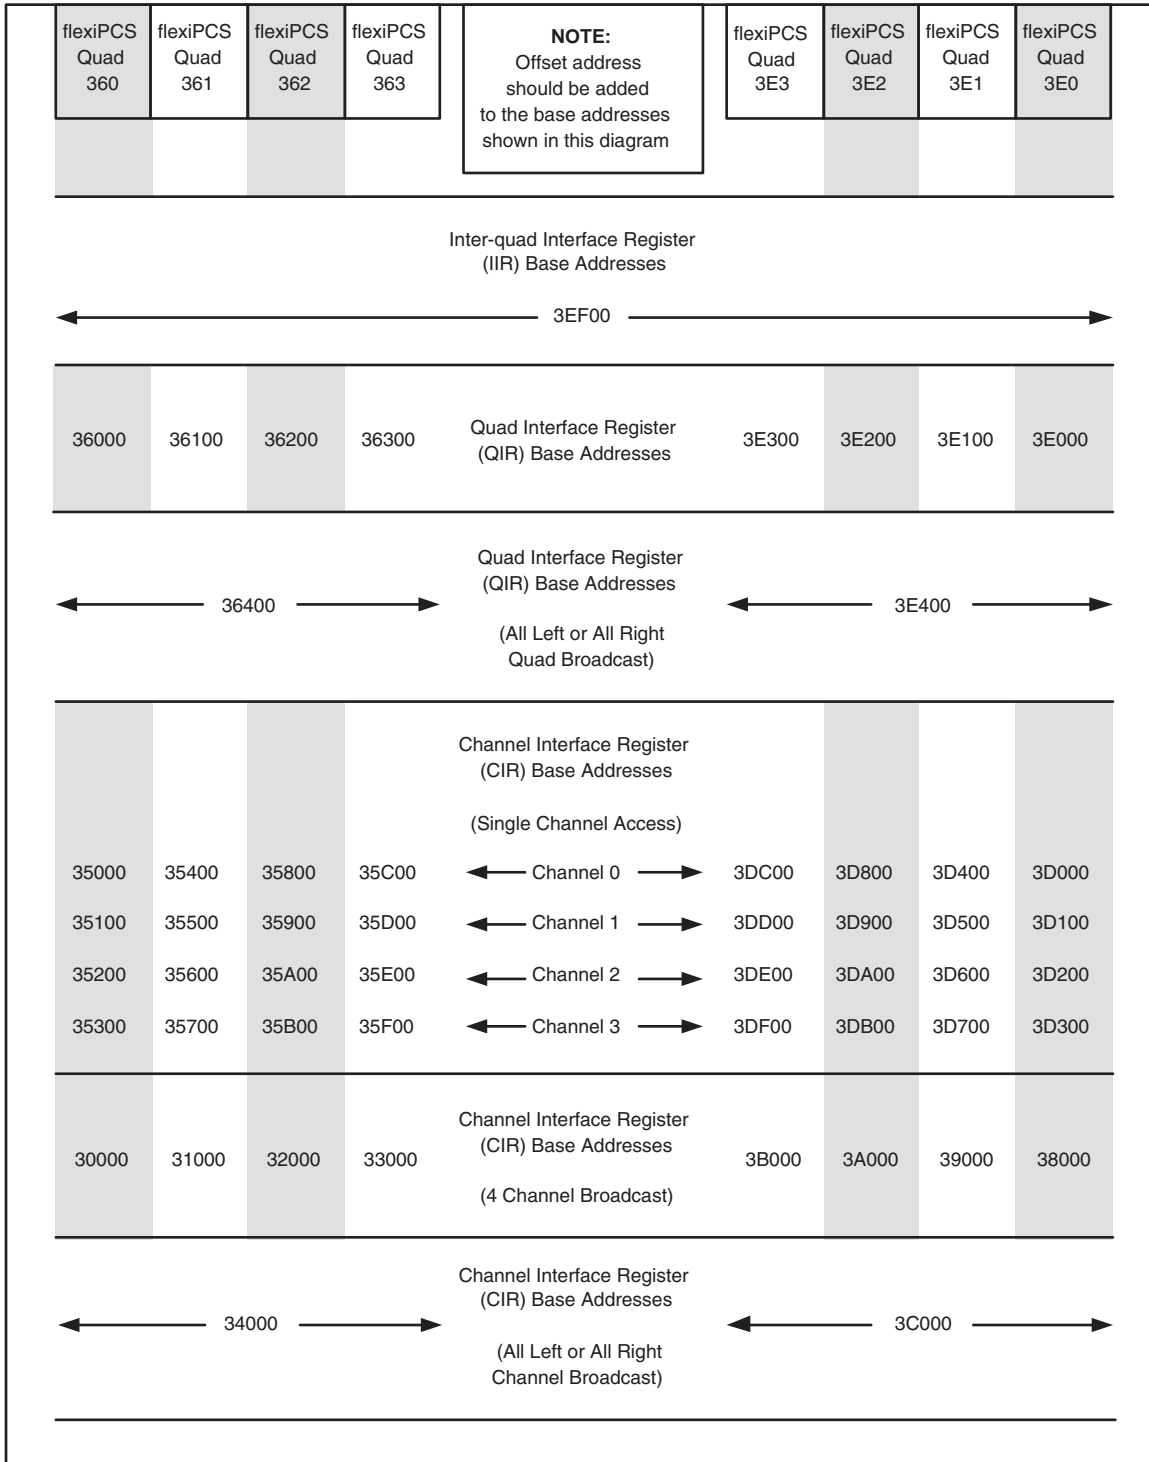 flexiPCS Quad 360
flexiPCS Quad 361
flexiPCS Quad 362
flexiPCS Quad 363
NOTE:
Offset address
should be added
to the base addresses
shown in this diagram
flexiPCS Quad 3E3
flexiPCS Quad 3E2
flexiPCS Quad 3E1
flexiPCS Quad 3E0
Inter-quad Interface Register
(IIR) Base Addresses
3EF00
36000 36100 36200 36300
Quad Interface Register
(QIR) Base Addresses
3E300 3E200 3E100 3E000
Quad Interface Register
(QIR) Base Addresses
36400 3E400
(All Left or All Right
Quad Broadcast)
Channel Interface Register
(CIR) Base Addresses
(Single Channel Access)
35000 35400 35800 35C00 Channel 0 3DC00 3D800 3D400 3D000
35100 35500 35900 35D00 Channel 1 3DD00 3D900 3D500 3D100
35200 35600 35A00 35E00 Channel 2 3DE00 3DA00 3D600 3D200
35300 35700 35B00 35F00 Channel 3 3DF00 3DB00 3D700 3D300
Channel Interface Register
(CIR) Base Addresses
30000 31000 32000 33000 3B000 3A000 39000 38000
(4 Channel Broadcast)
Channel Interface Register
(CIR) Base Addresses
34000 3C000
(All Left or All Right
Channel Broadcast)